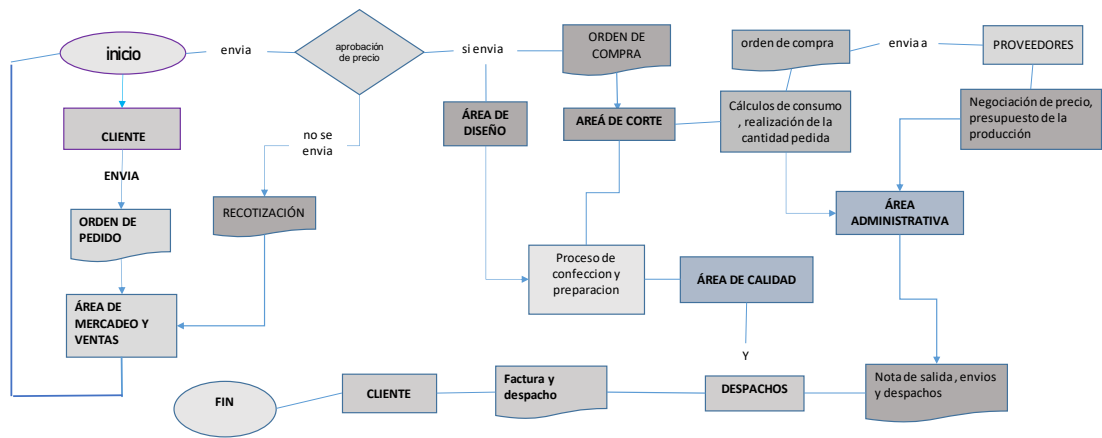 inicio
envia
aprobación
de precio
si envia
ORDEN DE
COMPRA
orden de compra
envia a
PROVEEDORES
CLIENTE
ÁREA DE
DISEÑO
AREÁ DE CORTE
Cálculos de consumo
, realización de la
cantidad pedida
Negociación de precio,
presupuesto de la
producción
no se
envia
ENVIA
ORDEN DE
PEDIDO
RECOTIZACIÓN
ÁREA
ADMINISTRATIVA
Proceso de
confeccion y
preparacion
ÁREA DE CALIDAD
ÁREA DE
MERCADEO Y
VENTAS
Y
FIN
CLIENTE
Factura y
despacho
DESPACHOS
Nota de salida , envios
y despachos